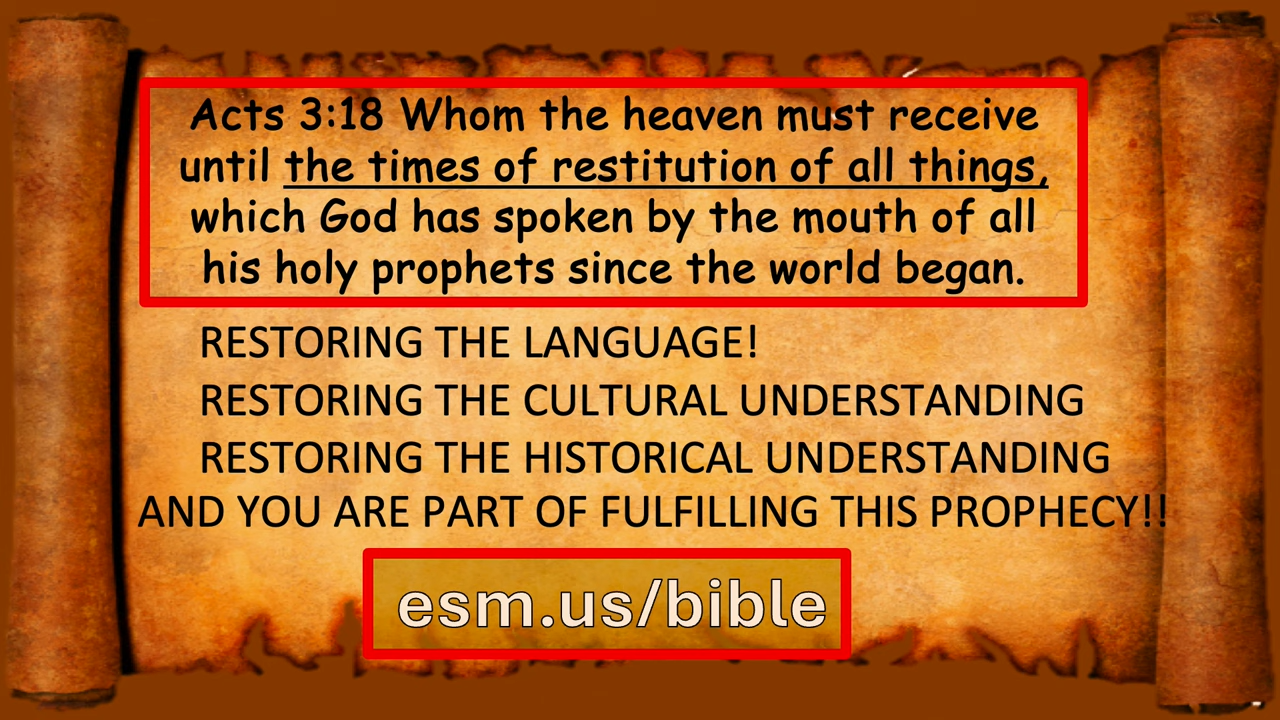 Acts 3:18 Whom the heaven must receive
until the times of restitution of all things,
which God has spoken by the mouth of all
his holy prophets since the world began.
RESTORING THE LANGUAGE!
RESTORING THE CULTURAL UNDERSTANDING
RESTORING THE HISTORICAL UNDERSTANDING
AND YOU ARE PART OF FULFILLING THIS PROPHECY!!
esm.us/bible